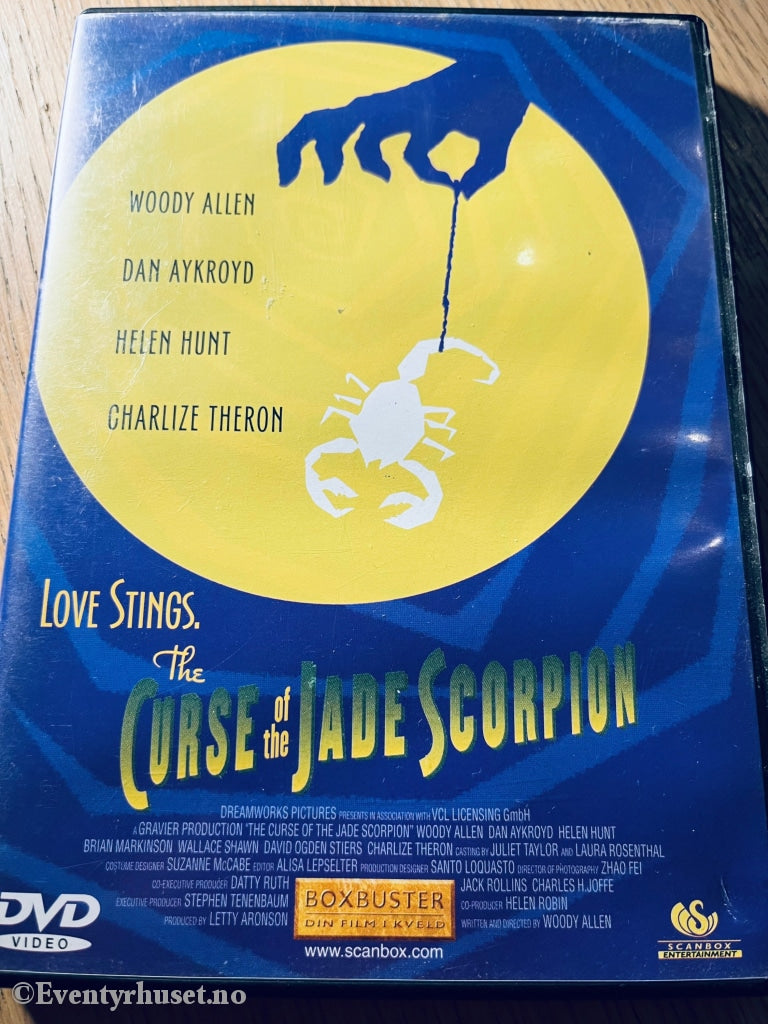 WOODY ALLEN
DAN AYKROYD
HELEN HUNT
CHARLIZE THERON
LOVE STINGS.
The
CURSE of the JADE SCORPION
DREAMWORKS PICTURES PRESENTS IN ASSOCIATION WITH VCL LICENSING GmbH
A GRAVIER PRODUCTION "THE CURSE OF THE JADE SCORPION" WOODY ALLEN DAN AYKROYD HELEN HUNT
BRIAN MARKINSON WALLACE SHAWN DAVID OGDEN STIERS CHARLIZE THERON CASTING BY JULIET TAYLOR AND LAURA ROSENTHAL
COSTUME DESIGNER SUZANNE McCABE EDITOR ALISA LEPSELTER PRODUCTION DESIGNER SANTO LOQUASTO DIRECTOR OF PHOTOGRAPHY ZHAO FEI
CO-EXECUTIVE PRODUCER DATTY RUTH JACK ROLLINS CHARLES H. JOFFE
EXECUTIVE PRODUCER STEPHEN TENENBAUM CO-PRODUCER HELEN ROBIN
PRODUCED BY LETTY ARONSON WRITTEN AND DIRECTED BY WOODY ALLEN
BOXBUSTER
DIN FILM I KVELD
www.scanbox.com
DVD
VIDEO
SCANBOX
ENTERTAINMENT
©Eventyrhuset.no